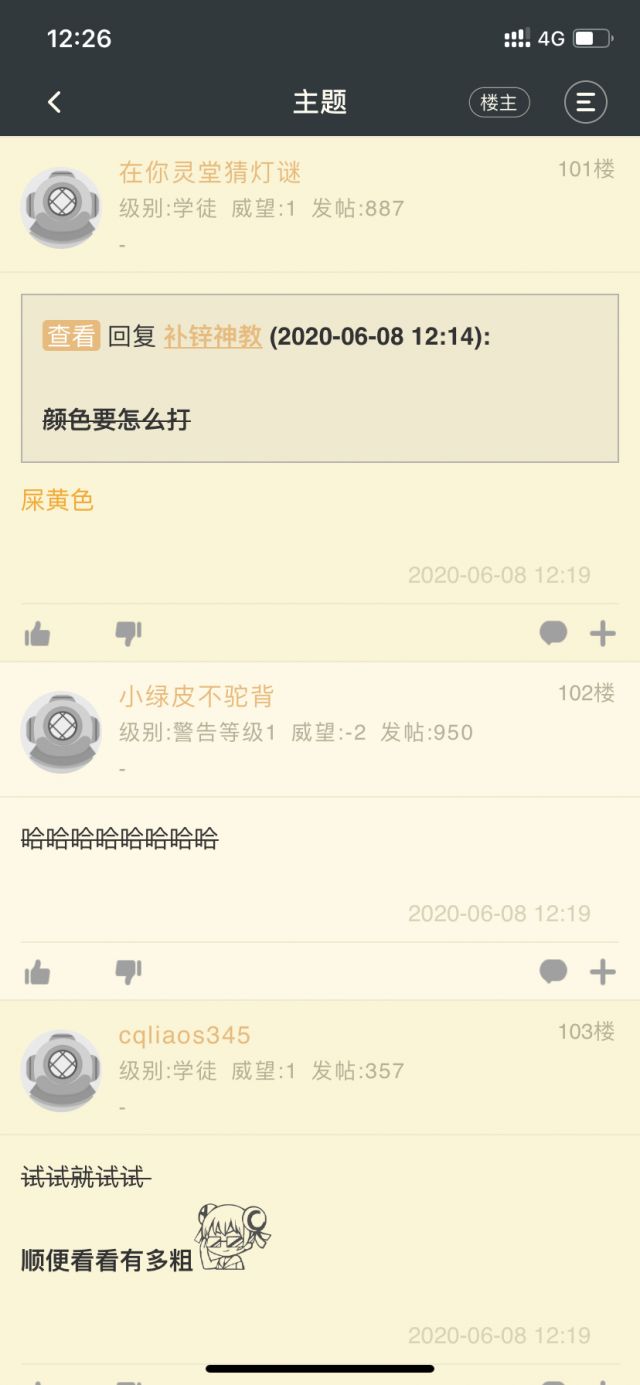 12:26
4G
主题
楼主
在你灵堂猜灯谜
101楼
级别:学徒 威望:1 发帖:887
-
查看 回复 补锌神教 (2020-06-08 12:14):
颜色要怎么打
屎黄色
2020-06-08 12:19
小绿皮不驼背
102楼
级别:警告等级1 威望:-2 发帖:950
-
哈哈哈哈哈哈哈哈
2020-06-08 12:19
cqliaos345
103楼
级别:学徒 威望:1 发帖:357
-
试试就试试
顺便看看有多粗
2020-06-08 12:19